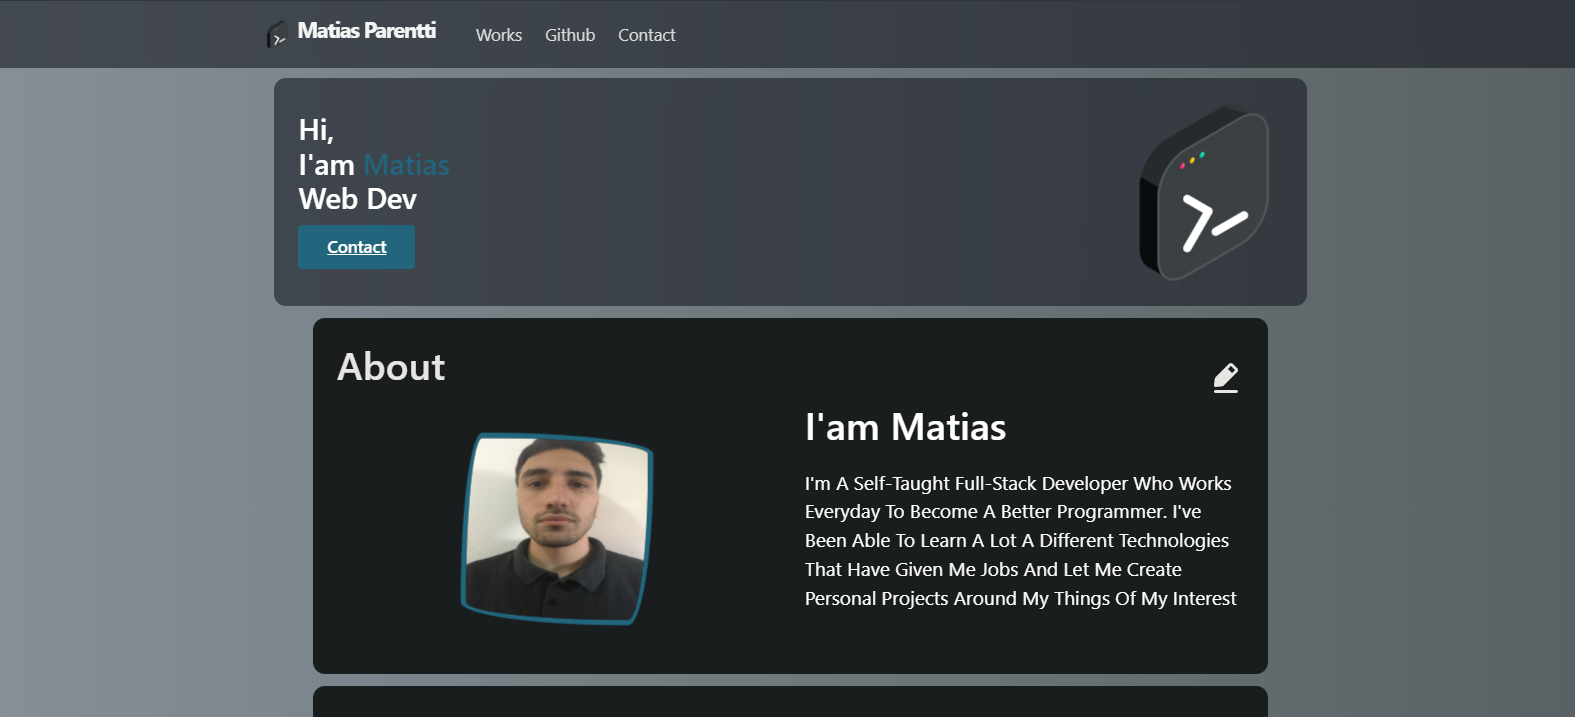 Matias Parentti
Works Github Contact
Hi,
I'am Matias
Web Dev
Contact
About
I'am Matias
I'm A Self-Taught Full-Stack Developer Who Works
Everyday To Become A Better Programmer. I've
Been Able To Learn A Lot A Different Technologies
That Have Given Me Jobs And Let Me Create
Personal Projects Around My Things Of My Interest